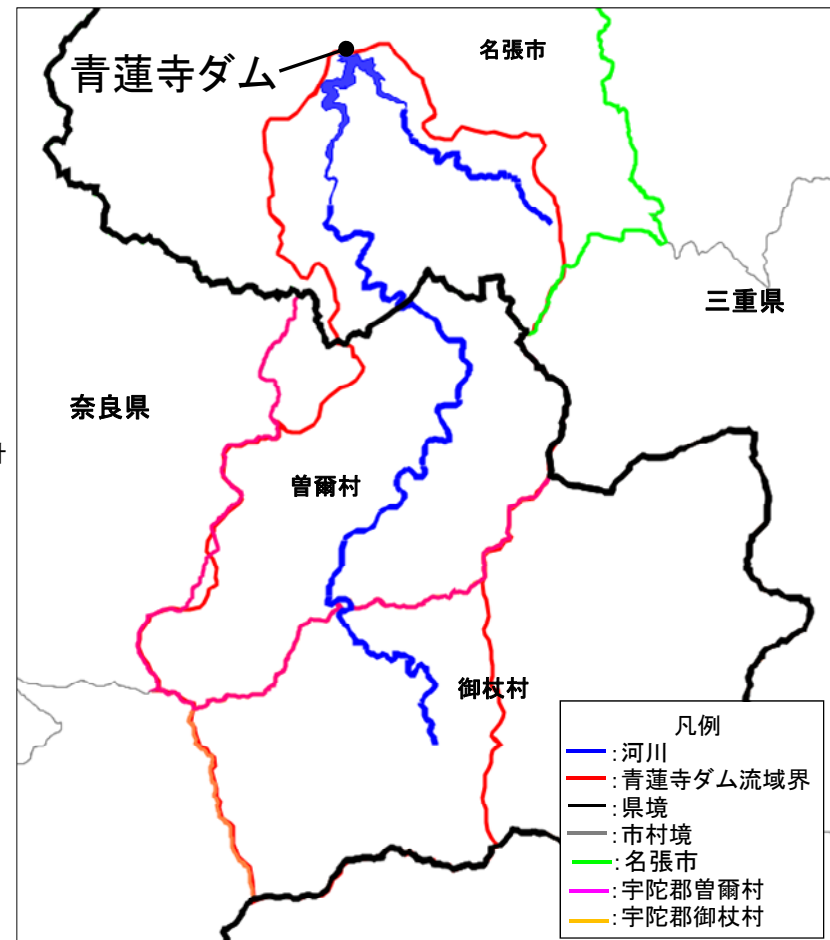 名張市
青蓮寺ダム
三重県
奈良県
曽爾村
御杖村
凡例
:河川
:青蓮寺ダム流域界
:県境
:市村境
:名張市
:宇陀郡曽爾村
:宇陀郡御杖村